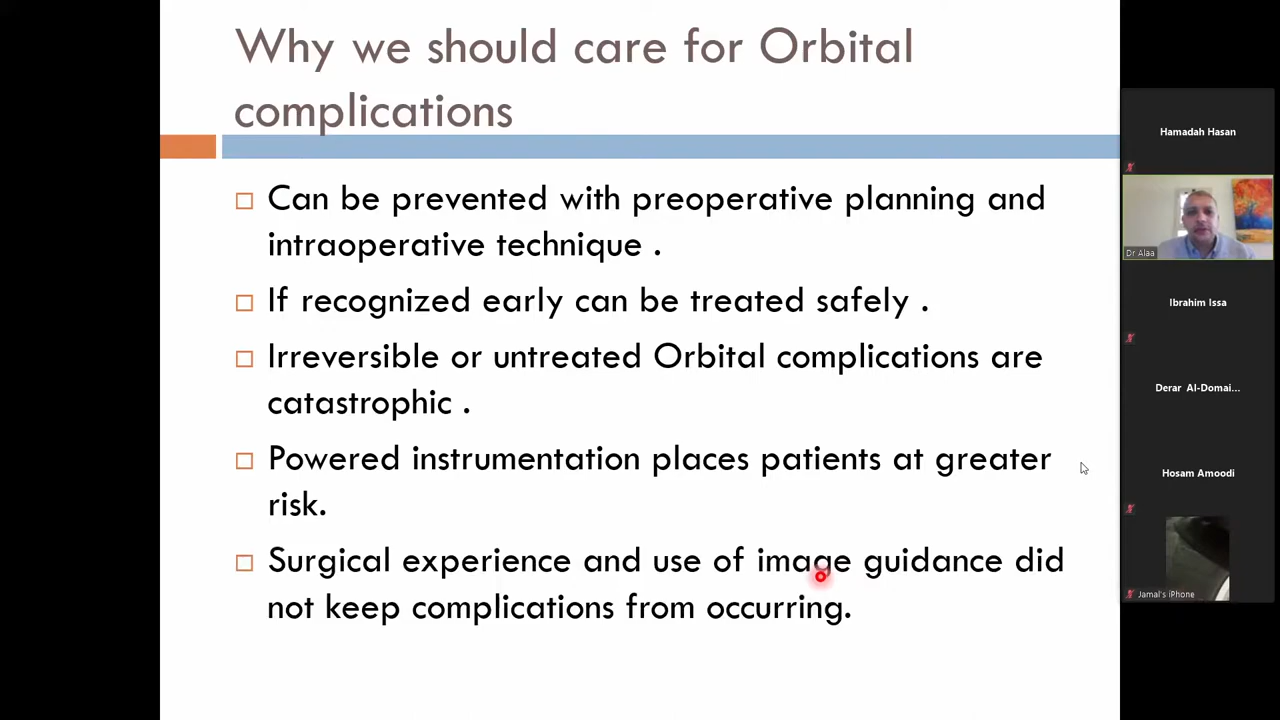 Why we should care for Orbital
complications
Can be prevented with preoperative planning and
intraoperative technique .
If recognized early can be treated safely .
Irreversible or untreated Orbital complications are
catastrophic .
Powered instrumentation places patients at greater
risk.
Surgical experience and use of image guidance did
not keep complications from occurring.
Hamadah Hasan
Dr Alaa
Ibrahim Issa
Derar Al-Domai...
Hosam Amoodi
Jamal's iPhone